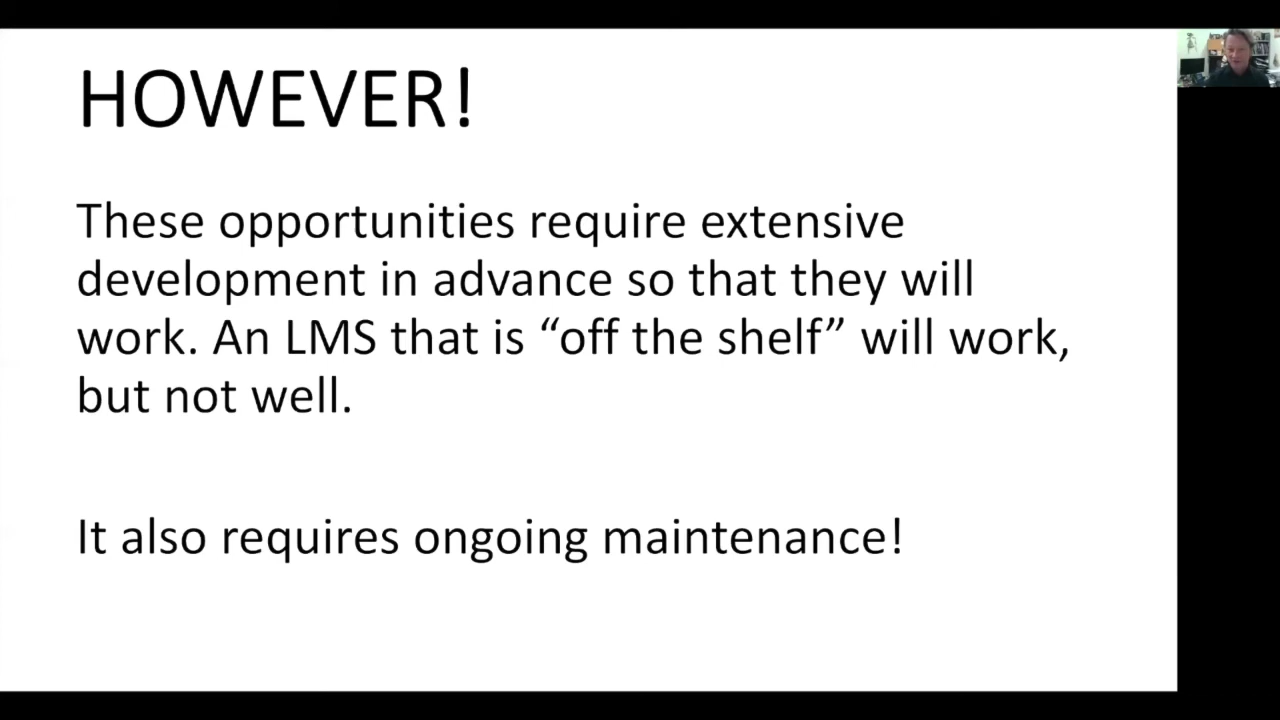 HOWEVER!
These opportunities require extensive
development in advance so that they will
work. An LMS that is “off the shelf” will work,
but not well.
It also requires ongoing maintenance!